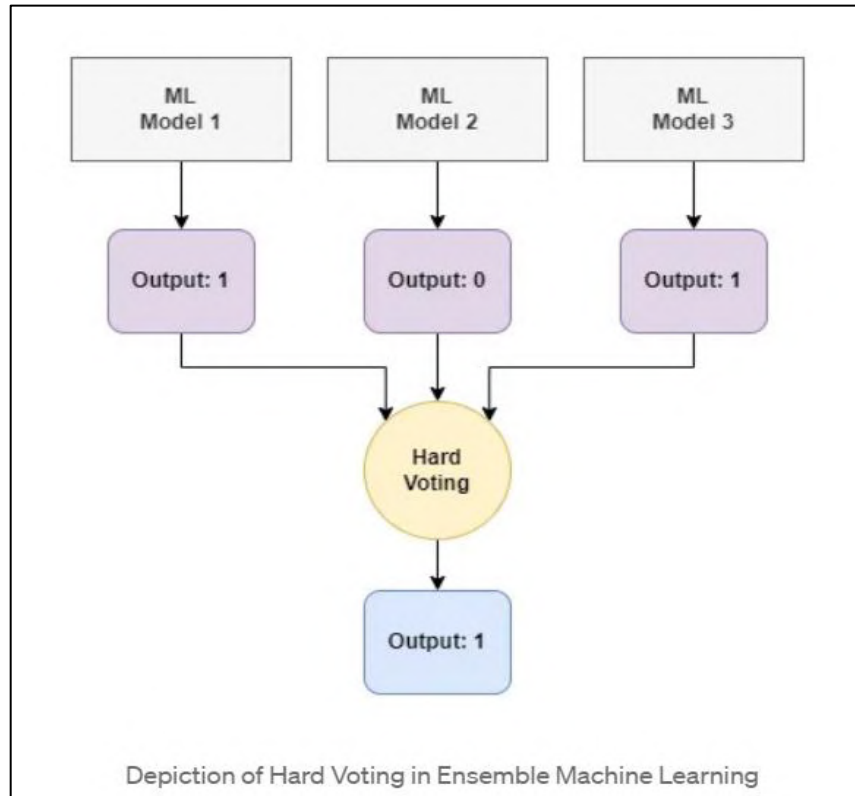 ML
Model 1
ML
Model 2
ML
Model 3
Output: 1
Output: 0
Output: 1
Hard
Voting
Output: 1
Depiction of Hard Voting in Ensemble Machine Learning